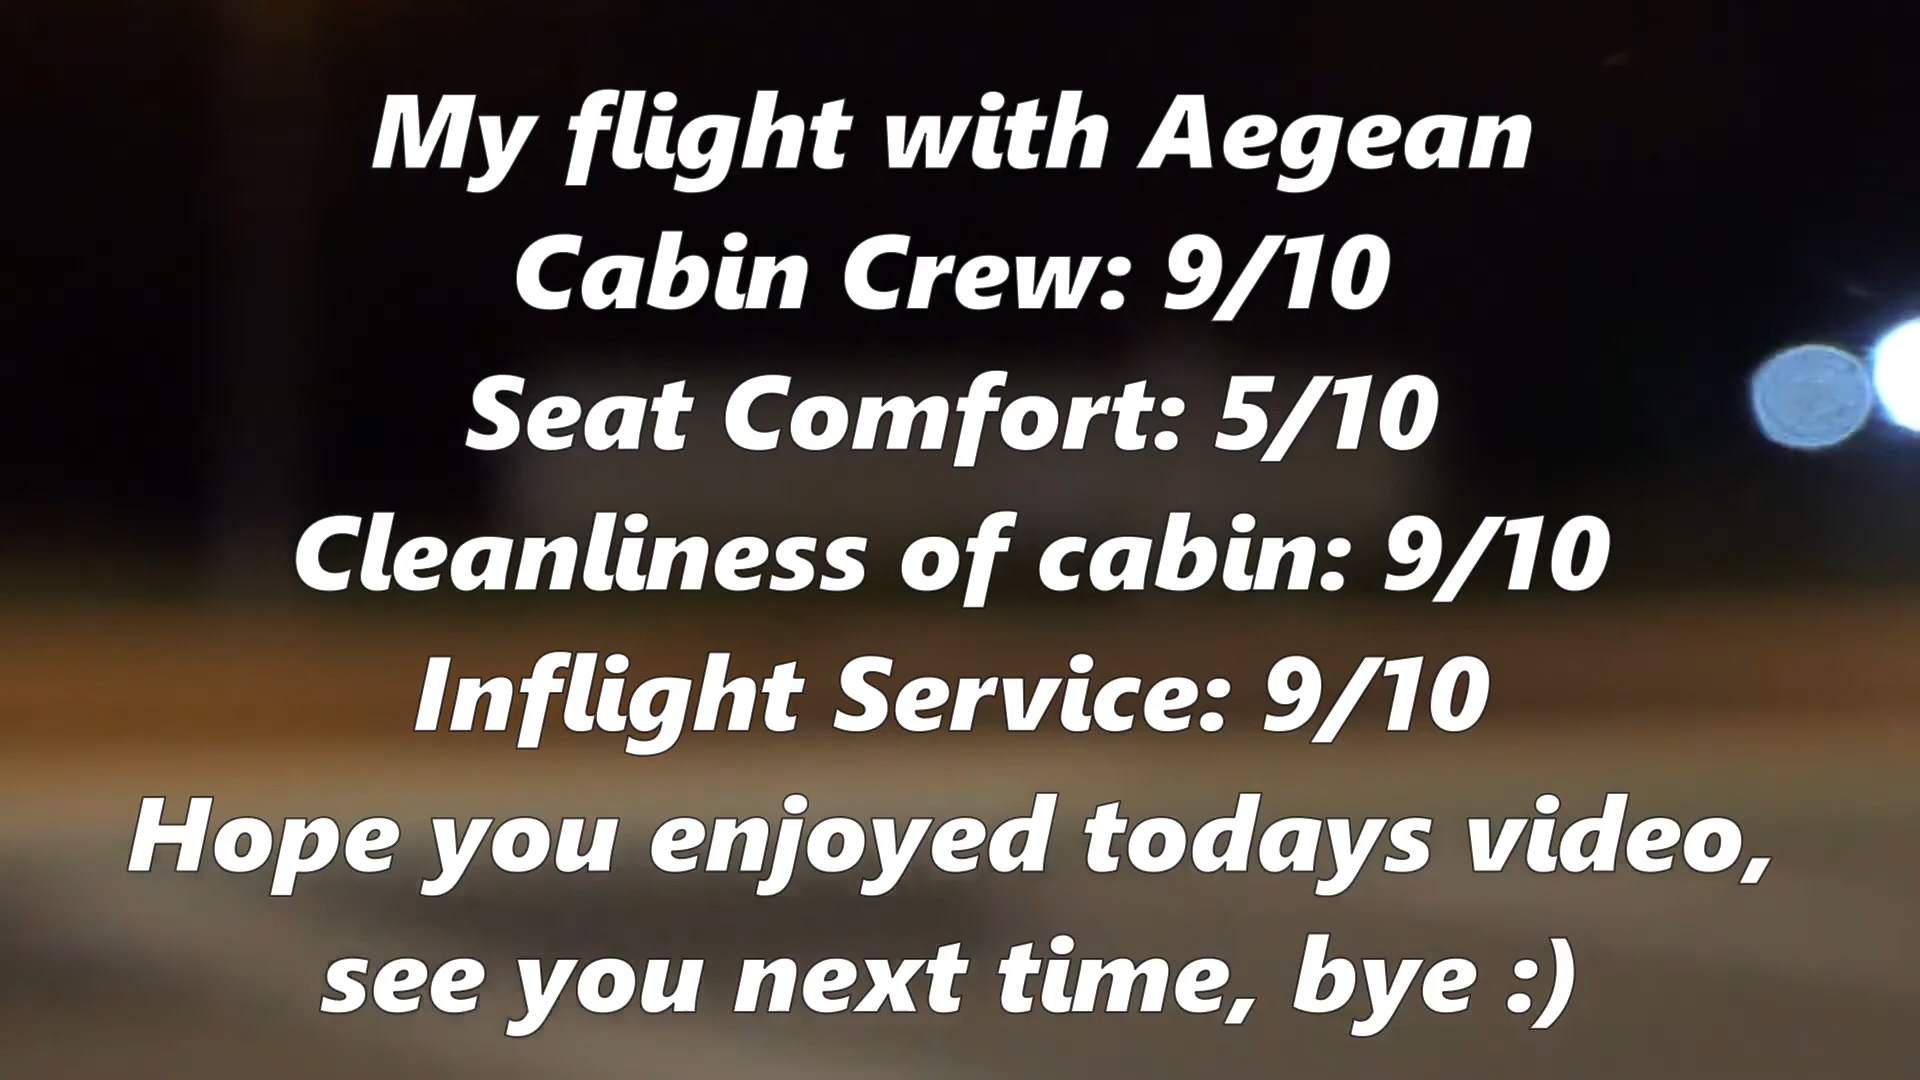 My flight with Aegean
Cabin Crew: 9/10
Seat Comfort: 5/10
Cleanliness of cabin: 9/10
Inflight Service: 9/10
Hope you enjoyed todays video,
see you next time, bye :)